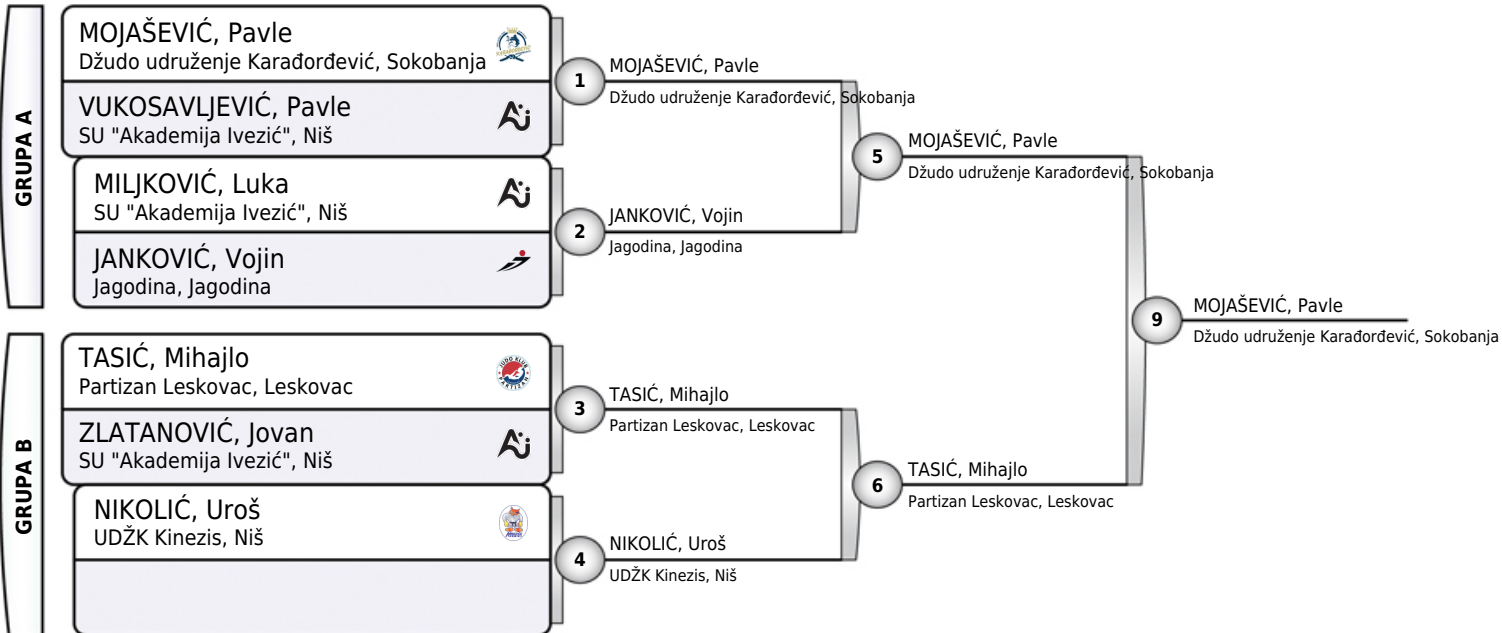 GRUPA A
MOJAŠEVIĆ, Pavle
Džudo udruženje Karađorđević, Sokobanja
VUKOSAVLJEVIĆ, Pavle
SU "Akademija Ivezić", Niš
MILJKOVIĆ, Luka
SU "Akademija Ivezić", Niš
JANKOVIĆ, Vojin
Jagodina, Jagodina
GRUPA B
TASIĆ, Mihajlo
Partizan Leskovac, Leskovac
JUDO KLUB
PARTIZAN
ZLATANOVIĆ, Jovan
SU "Akademija Ivezić", Niš
NIKOLIĆ, Uroš
UDŽK Kinezis, Niš
1
MOJAŠEVIĆ, Pavle
Džudo udruženje Karađorđević, Sokobanja
2
JANKOVIĆ, Vojin
Jagodina, Jagodina
3
TASIĆ, Mihajlo
Partizan Leskovac, Leskovac
4
NIKOLIĆ, Uroš
UDŽK Kinezis, Niš
5
MOJAŠEVIĆ, Pavle
Džudo udruženje Karađorđević, Sokobanja
6
TASIĆ, Mihajlo
Partizan Leskovac, Leskovac
9
MOJAŠEVIĆ, Pavle
Džudo udruženje Karađorđević, Sokobanja